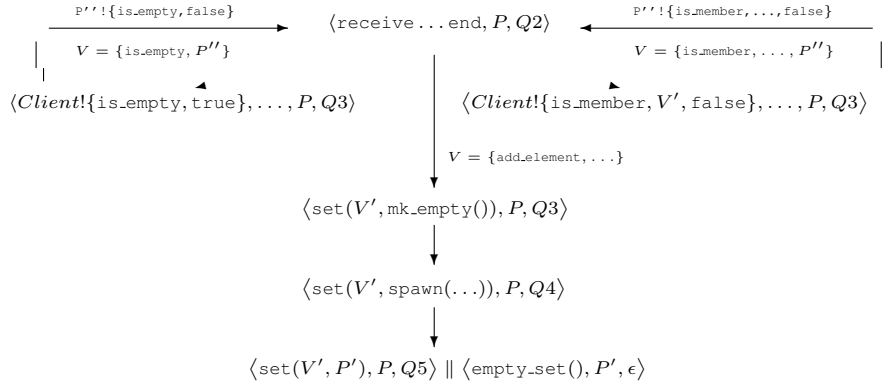 P''!{is_empty,false}
⟨receive...end, P, Q2⟩
P''!{is_member,...,false}
V = {is_empty, P''}
V = {is_member, ..., P''}
⟨Client!{is_empty,true},..., P, Q3⟩
⟨Client!{is_member, V', false},..., P, Q3⟩
V = {add_element, ...}
⟨set(V', mk_empty()), P, Q3⟩
⟨set(V', spawn(...)), P, Q4⟩
⟨set(V', P'), P, Q5⟩ ∥ ⟨empty_set(), P', ϵ⟩